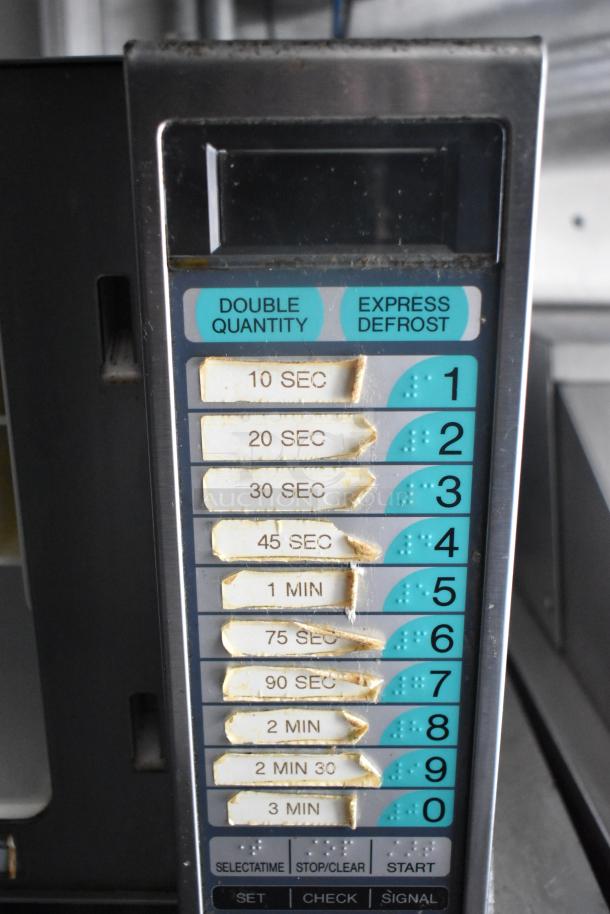 DOUBLE QUANTITY
EXPRESS DEFROST
10 SEC 1
20 SEC 2
30 SEC 3
AUCTION GROUP
45 SEC 4
1 MIN 5
75 SEC 6
90 SEC 7
2 MIN 8
2 MIN 30 9
3 MIN 0
SELECTATIME STOP/CLEAR START
SET CHECK SIGNAL